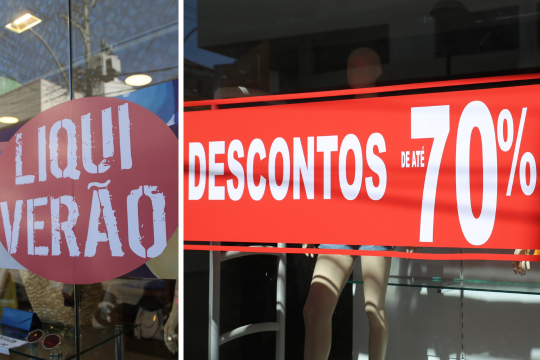 LIQUI
VERÃO
DESCONTOS DE ATÉ 70%